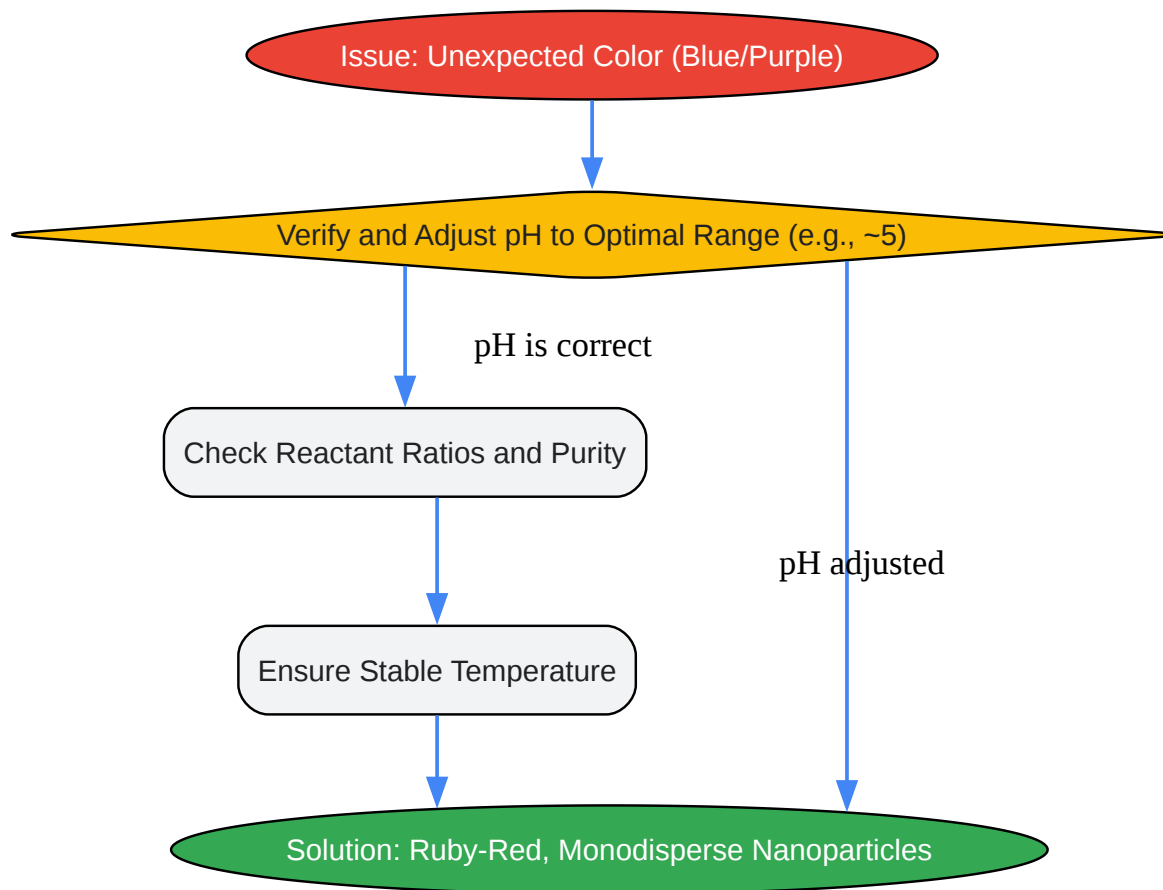 Issue: Unexpected Color (Blue/Purple)
Verify and Adjust pH to Optimal Range (e.g., ~5)
pH is correct
Check Reactant Ratios and Purity
pH adjusted
Ensure Stable Temperature
Solution: Ruby-Red, Monodisperse Nanoparticles